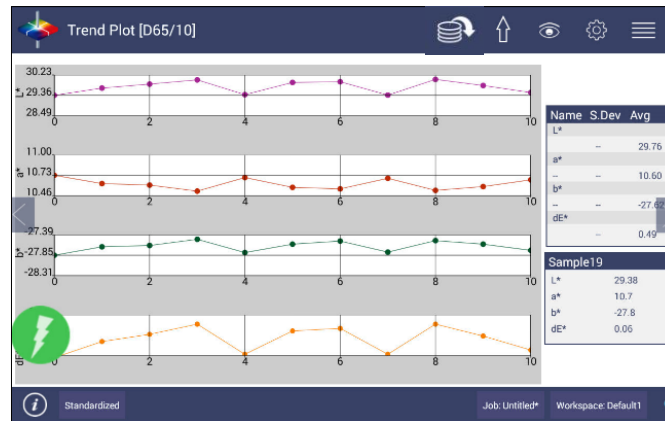 Trend Plot [D65/10]
30.23
L*
29.36
28.49
0 2 4 6 8 10
11.00
a*
10.73
10.46
0 2 4 6 8 10
-27.39
b*
-27.85
-28.31
0 2 4 6 8 10
dE
0 2 4 6 8 10
Name S.Dev Avg
L*
-- 29.76
a*
-- -- 10.60
b*
-- -- -27.62
dE*
-- 0.49
Sample19
L* 29.38
a* 10.7
b* -27.8
dE* 0.06
i
Standardized
Job: Untitled*
Workspace: Default1